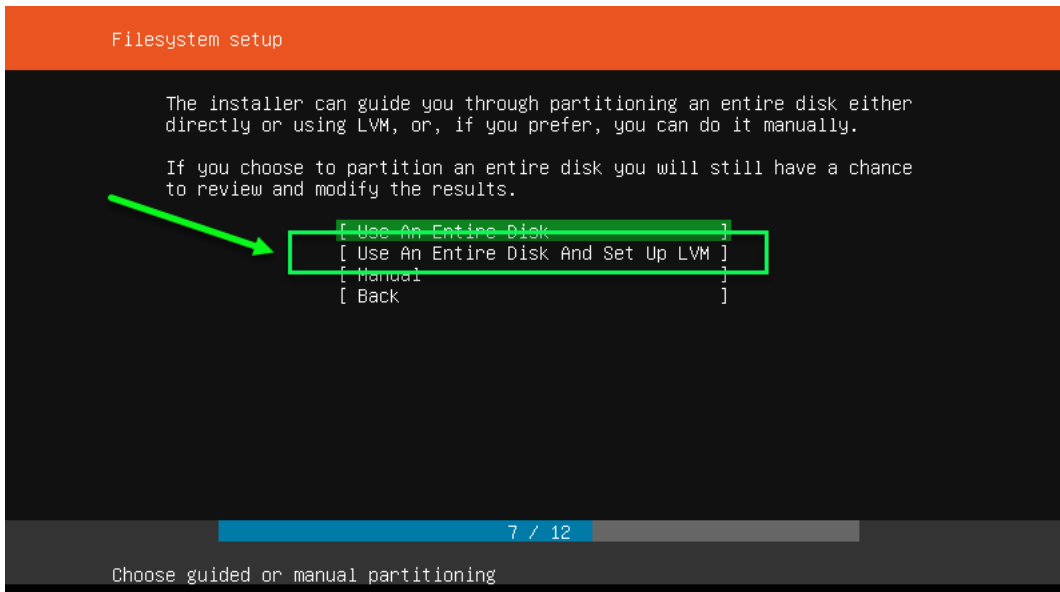 Filesystem setup
The installer can guide you through partitioning an entire disk either
directly or using LVM, or, if you prefer, you can do it manually.
If you choose to partition an entire disk you will still have a chance
to review and modify the results.
[ Use An Entire Disk ]
[ Use An Entire Disk And Set Up LVM ]
[ Manual ]
[ Back ]
7 / 12
Choose guided or manual partitioning